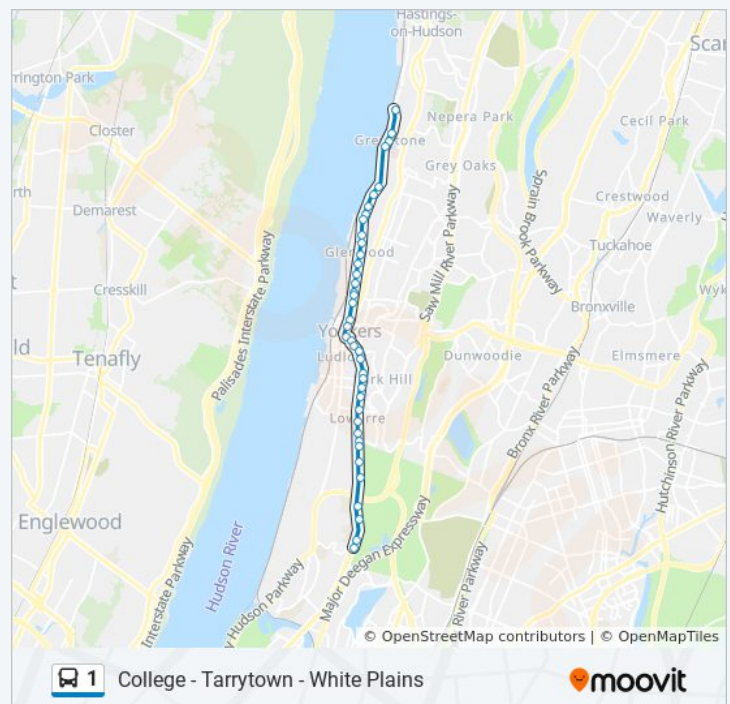 Hastings-
on-Hudson
Scar
rrington Park
Nepera Park
Cecil Park
Closter
Greystone
Grey Oaks
Sprain Brook Parkway
rth
Crestwood
Demarest
Waverly
Saw Mill River Parkway
Tuckahoe
Palisades Interstate Parkway
Glenwood
Cresskill
Wyk
Bronxville
ld
Yonkers
Tenafly
Ludlow
Dunwoodie
Elmsmere
Park Hill
Bronx River Parkway
Hutchinson River Parkway
Lowerre
Englewood
Hudson River
Major Deegan Expressway
Interstate Parkway
y Hudson Parkway
River Parkway
© OpenStreetMap contributors | © OpenMapTiles
1 College - Tarrytown - White Plains
moovit